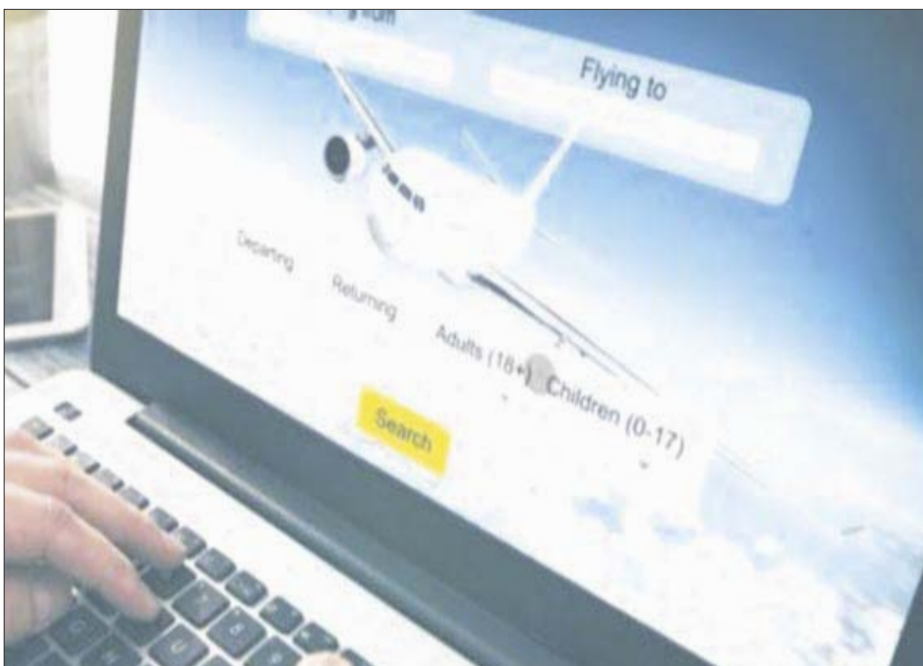 Flying to
Departing
Returning
Adults (18+)
Children (0-17)
Search